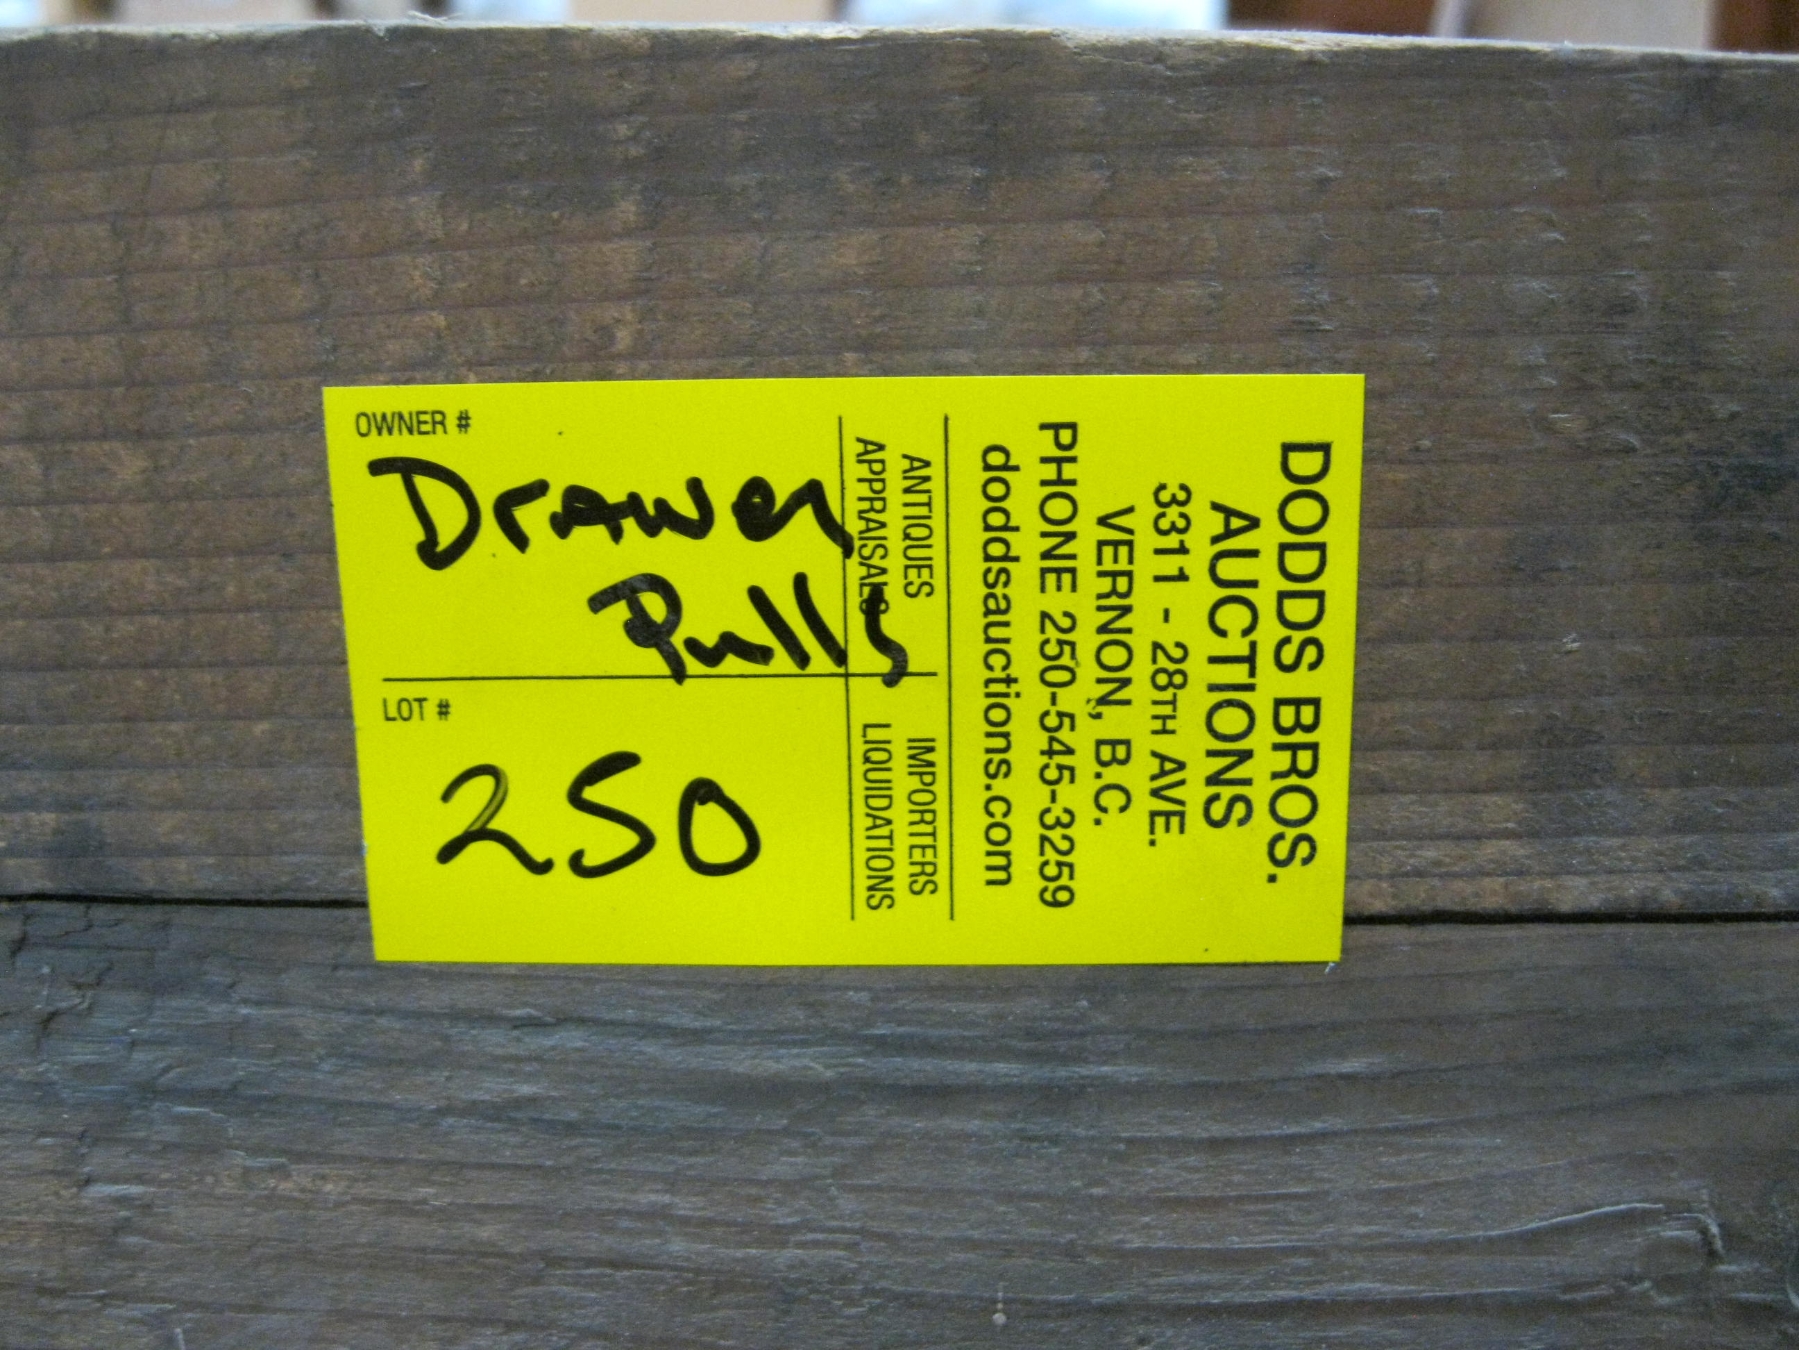 DODDS BROS.
AUCTIONS
3311 - 28TH AVE.
VERNON, B.C.
PHONE 250-545-3259
doddsauctions.com
ANTIQUES IMPORTERS
APPRAISALS LIQUIDATIONS
OWNER #
Drawer
Pulls
LOT #
250